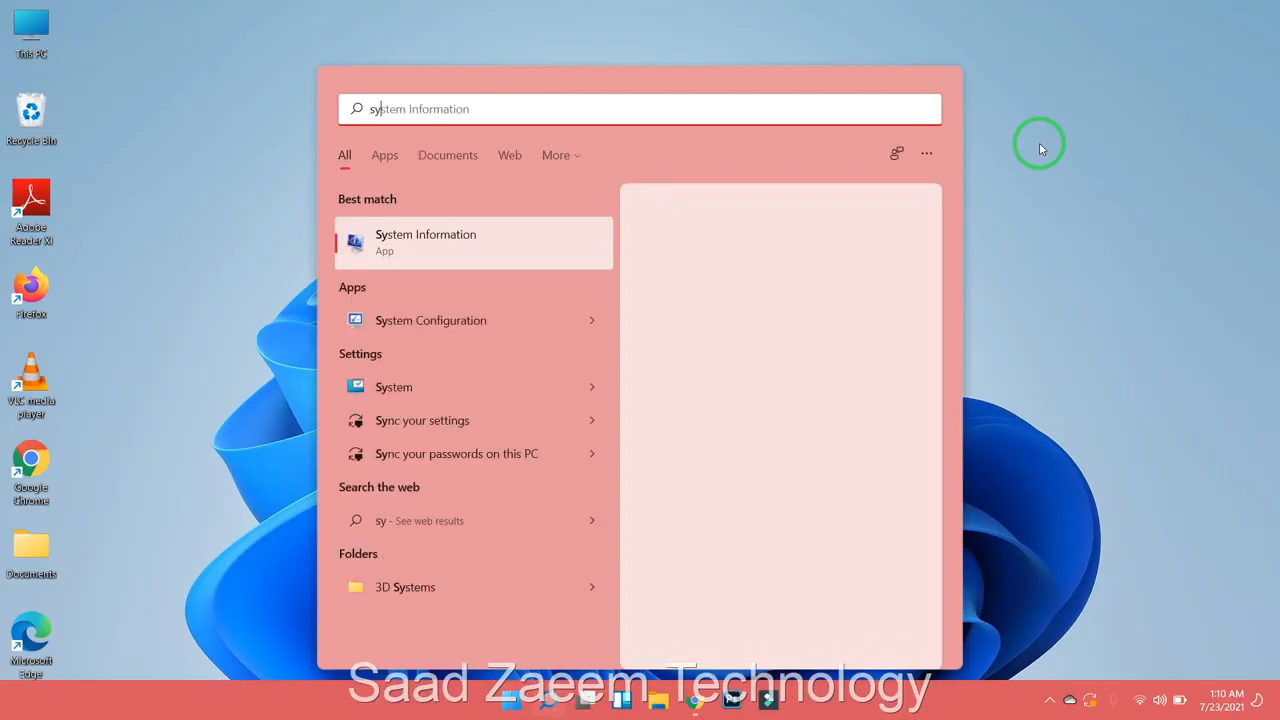 This PC
Recycle Bin
Adobe
Reader XI
Firefox
VLC media
player
Google
Chrome
Documents
Microsoft
Edge
system Information
All
Apps
Documents
Web
More
Best match
System Information
App
Apps
System Configuration
Settings
System
Sync your settings
Sync your passwords on this PC
Search the web
sy - See web results
Folders
3D Systems
Saad Zaeem Technology
Ps
1:10 AM
7/23/2021